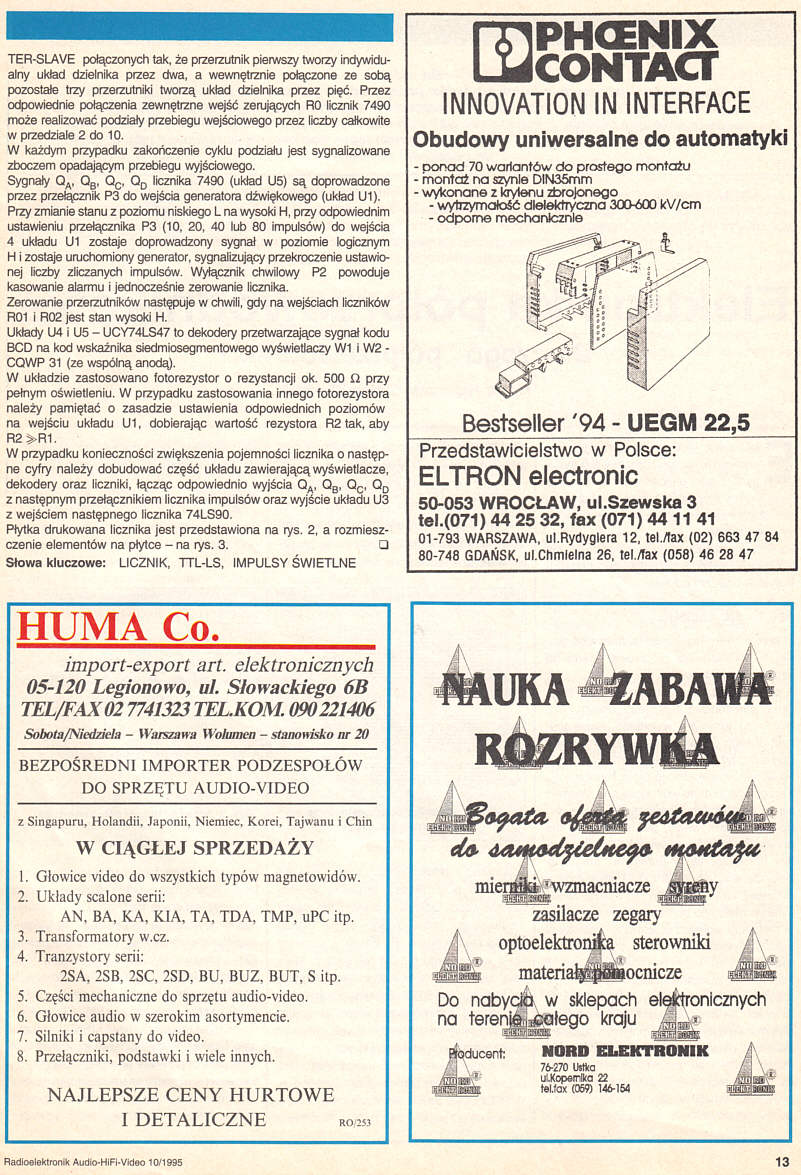 TER-SLAVE połączonych tak, że przerzutnik pierwszy tworzy indywidu-
alny układ dzielnika przez dwa, a wewnętrznie połączone ze sobą
pozostałe trzy przerzutniki tworzą układ dzielnika przez pięć. Przez
odpowiednie połączenia zewnętrzne wejść zerujących R0 licznik 7490
może realizować podziały przebiegu wejściowego przez liczby całkowite
w przedziale 2 do 10.
W każdym przypadku zakończenie cyklu podziału jest sygnalizowane
zboczem opadającym przebiegu wyjściowego.
Sygnały QA, QB, QC, QD licznika 7490 (układ U5) są doprowadzone
przez przełącznik P3 do wejścia generatora dźwiękowego (układ U1).
Przy zmianie stanu z poziomu niskiego L na wysoki H, przy odpowiednim
ustawieniu przełącznika P3 (10, 20, 40 lub 80 impulsów) do wejścia
4 układu U1 zostaje doprowadzony sygnał w poziomie logicznym
H i zostaje uruchomiony generator, sygnalizujący przekroczenie ustawio-
nej liczby zliczanych impulsów. Wyłącznik chwilowy P2 powoduje
kasowanie alarmu i jednocześnie zerowanie licznika.
Zerowanie przerzutników następuje w chwili, gdy na wejściach liczników
R01 i R02 jest stan wysoki H.
Układy U4 i U5 – UCY74LS47 to dekodery przetwarzające sygnał kodu
BCD na kod wskaźnika siedmiosegmentowego wyświetlaczy W1 i W2 -
CQWP 31 (ze wspólną anodą).
W układzie zastosowano fotorezystor o rezystancji ok. 500 Ω przy
pełnym oświetleniu. W przypadku zastosowania innego fotorezystora
należy pamiętać o zasadzie ustawienia odpowiednich poziomów
na wejściu układu U1, dobierając wartość rezystora R2 tak, aby
R2 ≫R1.
W przypadku konieczności zwiększenia pojemności licznika o następ-
ne cyfry należy dobudować część układu zawierającą wyświetlacze,
dekodery oraz liczniki, łącząc odpowiednio wyjścia QA, QB, QC, QD
z następnym przełącznikiem licznika impulsów oraz wyjście układu U3
z wejściem następnego licznika 74LS90.
Płytka drukowana licznika jest przedstawiona na rys. 2, a rozmiesz-
czenie elementów na płytce – na rys. 3. ❑
Słowa kluczowe: LICZNIK, TTL-LS, IMPULSY ŚWIETLNE
PHŒNIX
CONTACT
INNOVATION IN INTERFACE
Obudowy uniwersalne do automatyki
- ponad 70 wariantów do prostego montażu
- montaż na szynie DIN35mm
- wykonane z krylenu zbrojonego
- wytrzymałość dielektryczna 300-600 kV/cm
- odporne mechanicznie
Bestseller '94 - UEGM 22,5
Przedstawicielstwo w Polsce:
ELTRON electronic
50-053 WROCŁAW, ul.Szewska 3
tel.(071) 44 25 32, fax (071) 44 11 41
01-793 WARSZAWA, ul.Rydygiera 12, tel./fax (02) 663 47 84
80-748 GDAŃSK, ul.Chmielna 26, tel./fax (058) 46 28 47
HUMA Co.
import-export art. elektronicznych
05-120 Legionowo, ul. Słowackiego 6B
TEL/FAX 02 7741323 TEL.KOM. 090 221406
Sobota/Niedziela – Warszawa Wolumen – stanowisko nr 20
BEZPOŚREDNI IMPORTER PODZESPOŁÓW
DO SPRZĘTU AUDIO-VIDEO
z Singapuru, Holandii, Japonii, Niemiec, Korei, Tajwanu i Chin
W CIĄGŁEJ SPRZEDAŻY
1. Głowice video do wszystkich typów magnetowidów.
2. Układy scalone serii:
AN, BA, KA, KIA, TA, TDA, TMP, uPC itp.
3. Transformatory w.cz.
4. Tranzystory serii:
2SA, 2SB, 2SC, 2SD, BU, BUZ, BUT, S itp.
5. Części mechaniczne do sprzętu audio-video.
6. Głowice audio w szerokim asortymencie.
7. Silniki i capstany do video.
8. Przełączniki, podstawki i wiele innych.
NAJLEPSZE CENY HURTOWE
I DETALICZNE
RO/253
NAUKA ZABAWA
ROZRYWKA
Bogata oferta zestawów
do samodzielnego montażu
mierniki wzmacniacze syreny
zasilacze zegary
optoelektronika sterowniki
materiały pomocnicze
Do nabycia w sklepach elektronicznych
na terenie całego kraju
Producent: NORD ELEKTRONIK
76-270 Ustka
ul.Kopernika 22
tel.fax (059) 146-154
Radioelektronik Audio-HiFi-Video 10/1995
13